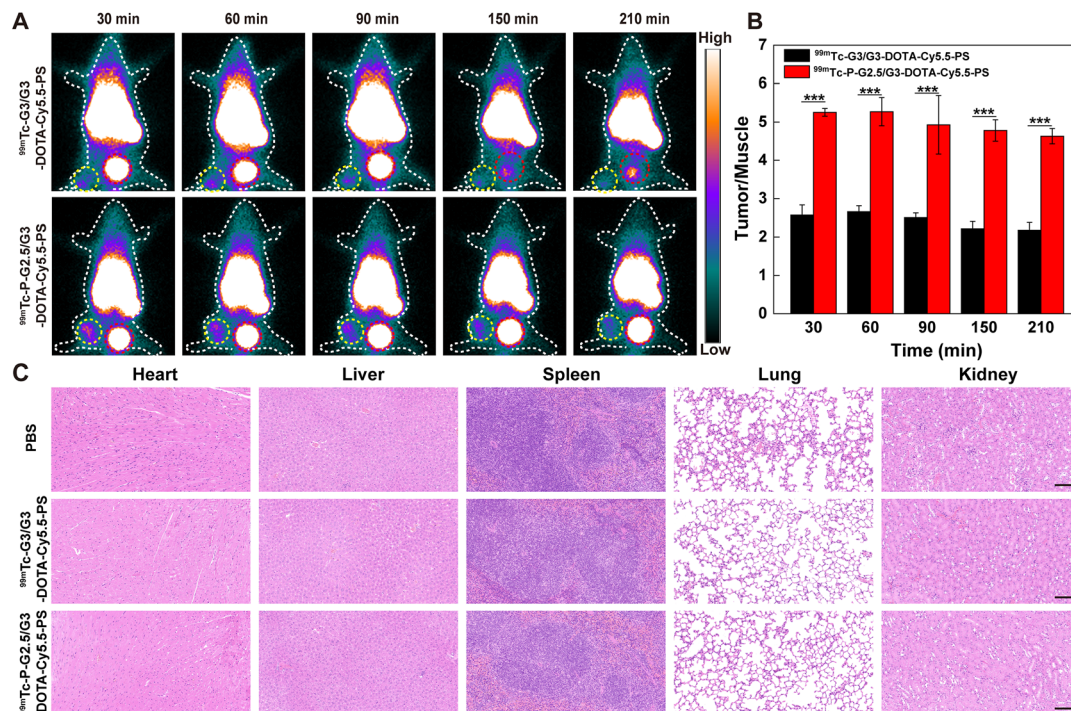 A
30 min
60 min
90 min
150 min
210 min
⁹⁹ᵐTc-G3/G3
-DOTA-Cy5.5-PS
⁹⁹ᵐTc-P-G2.5/G3
-DOTA-Cy5.5-PS
High
Low
B
⁹⁹ᵐTc-G3/G3-DOTA-Cy5.5-PS
⁹⁹ᵐTc-P-G2.5/G3-DOTA-Cy5.5-PS
***
***
***
***
***
Tumor/Muscle
7
6
5
4
3
2
1
0
30
60
90
150
210
Time (min)
C
Heart
Liver
Spleen
Lung
Kidney
PBS
⁹⁹ᵐTc-G3/G3
-DOTA-Cy5.5-PS
⁹⁹ᵐTc-P-G2.5/G3
DOTA-Cy5.5-PS